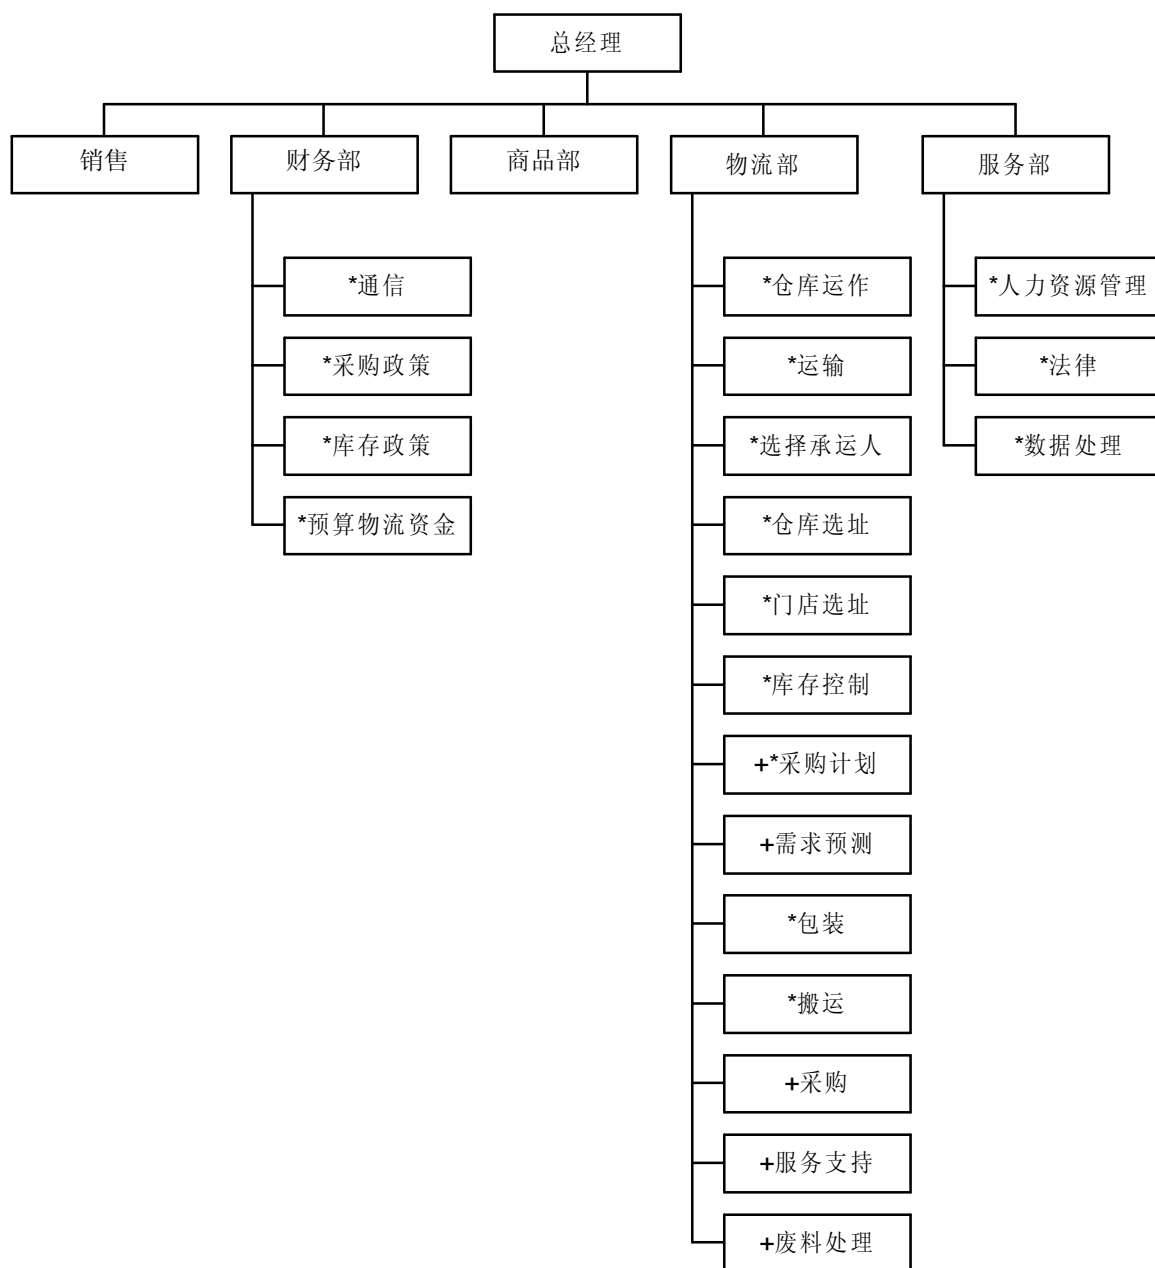 总经理
销售
财务部
商品部
物流部
服务部
*通信
*采购政策
*库存政策
*预算物流资金
*仓库运作
*运输
*选择承运人
*仓库选址
*门店选址
*库存控制
+*采购计划
+需求预测
*包装
*搬运
+采购
+服务支持
+废料处理
*人力资源管理
*法律
*数据处理